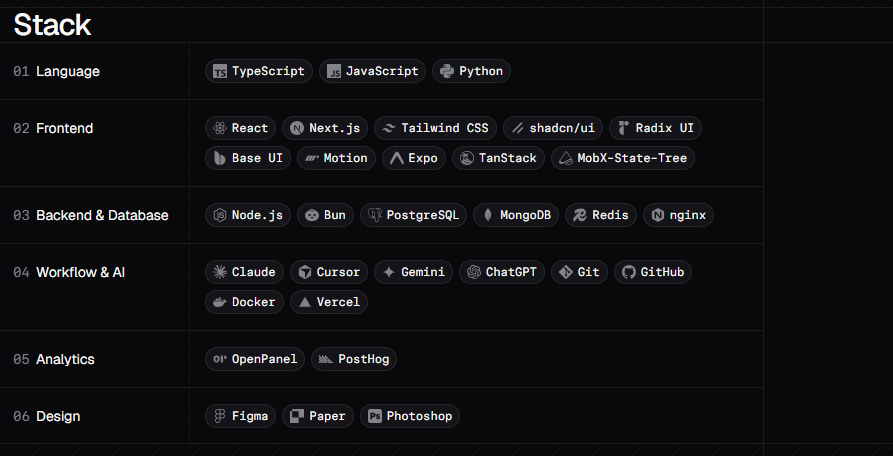 Stack
01 Language TypeScript JavaScript Python
02 Frontend React Next.js Tailwind CSS shadcn/ui Radix UI
Base UI Motion Expo TanStack MobX-State-Tree
03 Backend & Database Node.js Bun PostgreSQL MongoDB Redis nginx
04 Workflow & AI Claude Cursor Gemini ChatGPT Git GitHub
Docker Vercel
05 Analytics OpenPanel PostHog
06 Design Figma Paper Photoshop